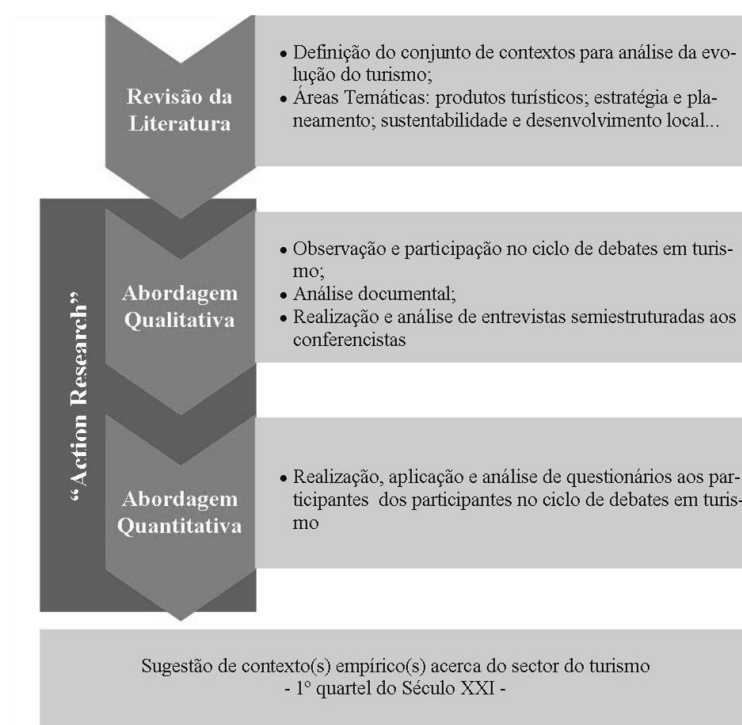 Revisão da
Literatura
• Definição do conjunto de contextos para análise da evo-
lução do turismo;
• Áreas Temáticas: produtos turísticos; estratégia e pla-
neamento; sustentabilidade e desenvolvimento local...
“Action Research”
Abordagem
Qualitativa
• Observação e participação no ciclo de debates em turis-
mo;
• Análise documental;
• Realização e análise de entrevistas semiestruturadas aos
conferencistas
Abordagem
Quantitativa
• Realização, aplicação e análise de questionários aos par-
ticipantes dos participantes no ciclo de debates em turis-
mo
Sugestão de contexto(s) empírico(s) acerca do sector do turismo
- 1º quartel do Século XXI -